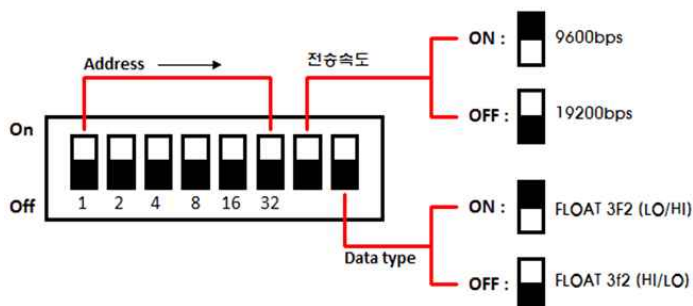 ON :
9600bps
Address
전송속도
OFF :
19200bps
On
Off
1 2 4 8 16 32
ON :
FLOAT 3F2 (LO/HI)
Data type
OFF :
FLOAT 3f2 (HI/LO)